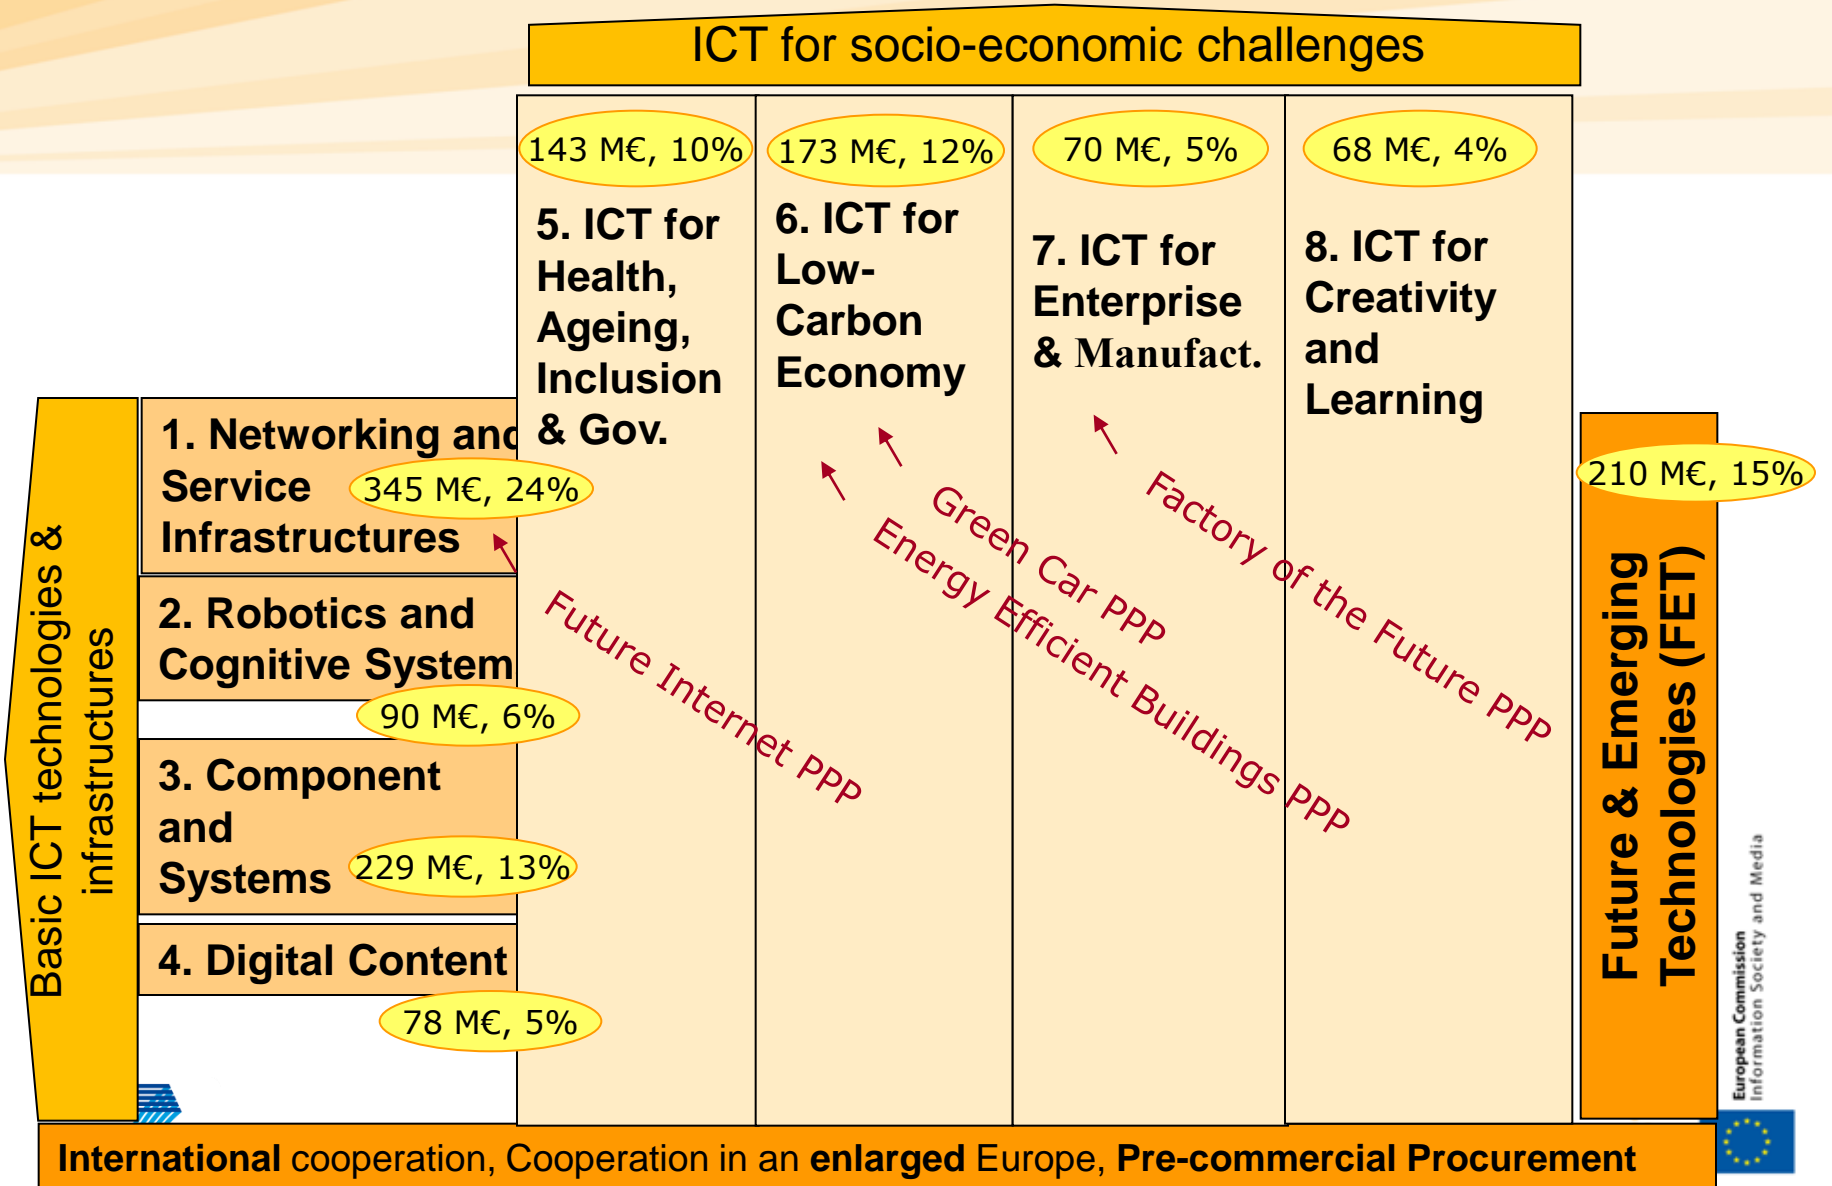 ICT for socio-economic challenges
143 M€, 10%
173 M€, 12%
70 M€, 5%
68 M€, 4%
5. ICT for
Health,
Ageing,
Inclusion
& Gov.
6. ICT for
Low-
Carbon
Economy
7. ICT for
Enterprise
& Manufact.
8. ICT for
Creativity
and
Learning
Basic ICT technologies &
infrastructures
1. Networking and
Service
Infrastructures
345 M€, 24%
2. Robotics and
Cognitive System
90 M€, 6%
3. Component
and
Systems
229 M€, 13%
4. Digital Content
78 M€, 5%
Future Internet PPP
Green Car PPP
Energy Efficient Buildings PPP
Factory of the Future PPP
210 M€, 15%
Future & Emerging
Technologies (FET)
European Commission
Information Society and Media
International cooperation, Cooperation in an enlarged Europe, Pre-commercial Procurement